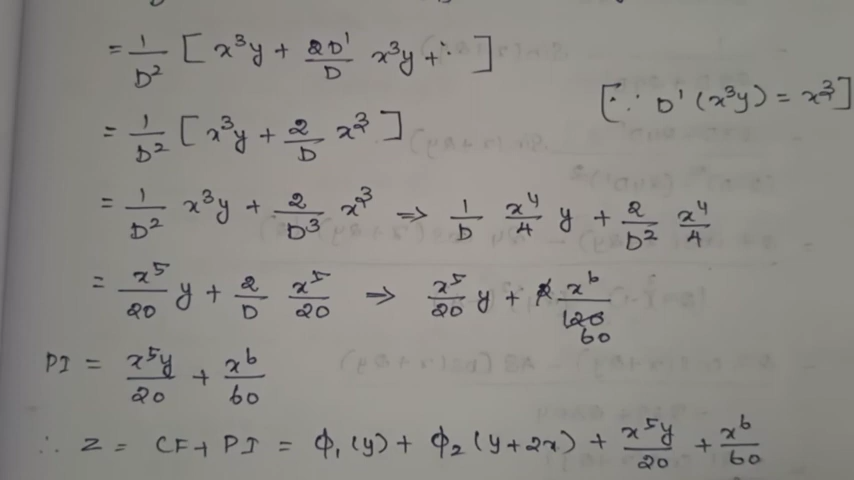 = 1/D² [ x³y + 2D'/D x³y + ∵ ]
[∵ D' (x³y) = x³]
= 1/D² [ x³y + 2/D x³ ]
= 1/D² x³y + 2/D³ x³ ⇒ 1/D x⁴/4 y + 2/D² x⁴/4
= x⁵/20 y + 2/D x⁵/20 ⇒ x⁵/20 y + 2 x⁶/120 60
PI = x⁵y/20 + x⁶/60
∴ Z = CF + PI = Φ₁(y) + Φ₂(y+2x) + x⁵y/20 + x⁶/60